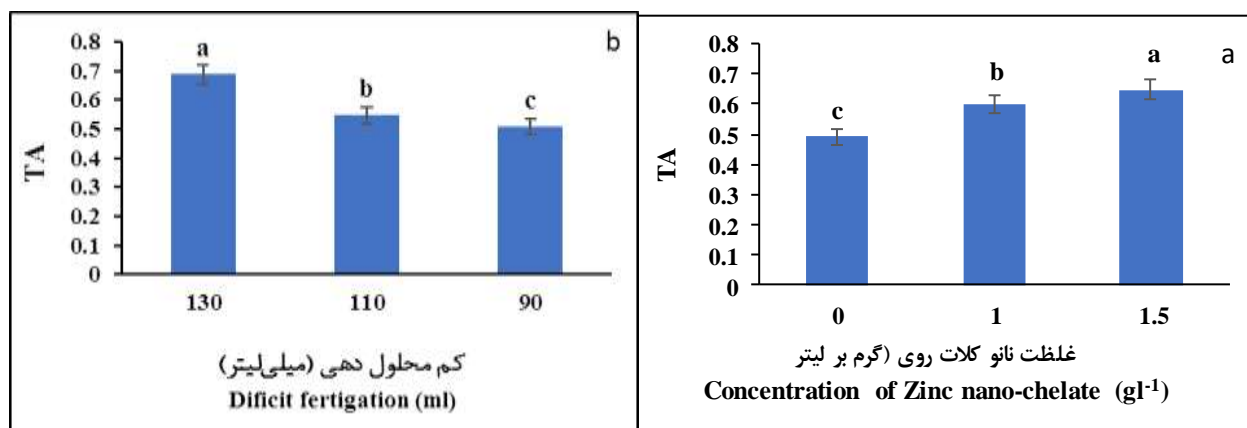 b
TA
0.8
0.7
0.6
0.5
0.4
0.3
0.2
0.1
0
a
b
c
130 110 90
کم محلول دهی (میلی‌لیتر)
Dificit fertigation (ml)
a
TA
0.8
0.7
0.6
0.5
0.4
0.3
0.2
0.1
0
c
b
a
0 1 1.5
غلظت نانو کلات روی (گرم بر لیتر
Concentration of Zinc nano-chelate (gl⁻¹)